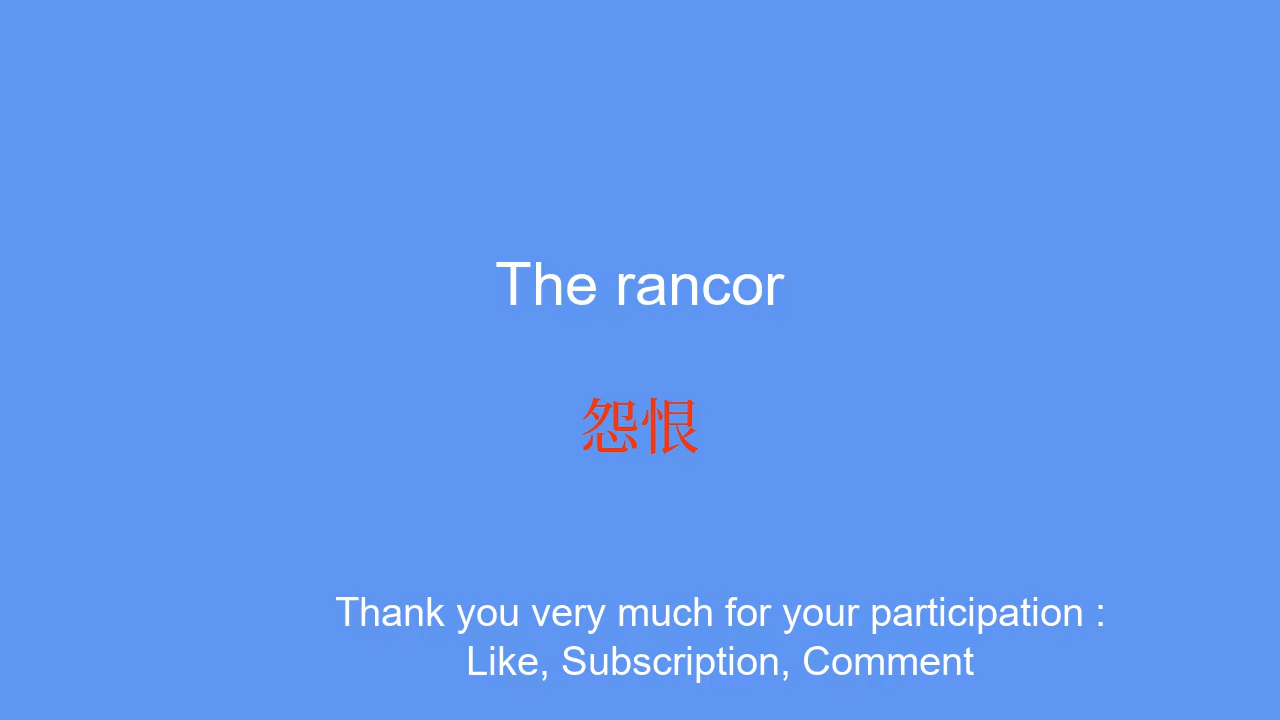 The rancor
怨恨
Thank you very much for your participation :
Like, Subscription, Comment